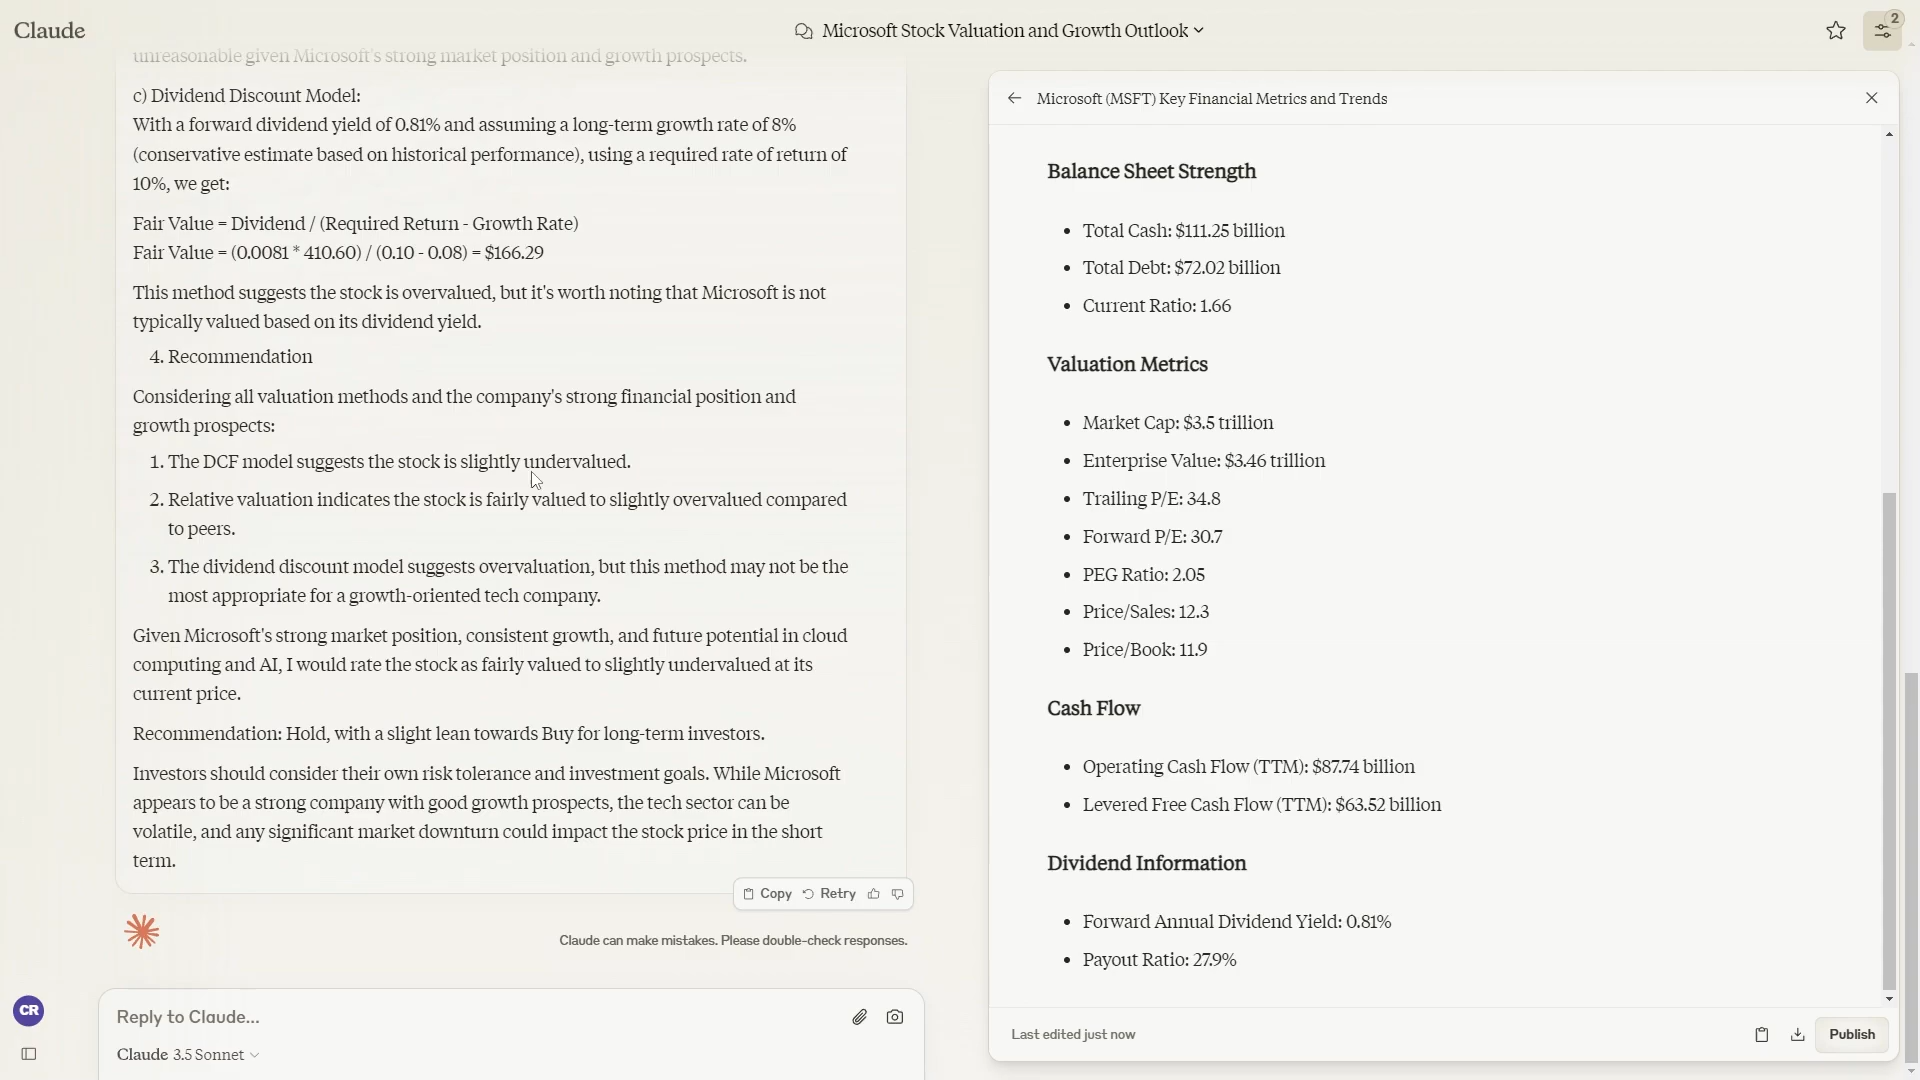 Claude
Microsoft Stock Valuation and Growth Outlook
2
unreasonable given Microsoft's strong market position and growth prospects.
c) Dividend Discount Model:
With a forward dividend yield of 0.81% and assuming a long-term growth rate of 8%
(conservative estimate based on historical performance), using a required rate of return of
10%, we get:
Fair Value = Dividend / (Required Return - Growth Rate)
Fair Value = (0.0081 * 410.60) / (0.10 - 0.08) = $166.29
This method suggests the stock is overvalued, but it's worth noting that Microsoft is not
typically valued based on its dividend yield.
4. Recommendation
Considering all valuation methods and the company's strong financial position and
growth prospects:
1. The DCF model suggests the stock is slightly undervalued.
2. Relative valuation indicates the stock is fairly valued to slightly overvalued compared
to peers.
3. The dividend discount model suggests overvaluation, but this method may not be the
most appropriate for a growth-oriented tech company.
Given Microsoft's strong market position, consistent growth, and future potential in cloud
computing and AI, I would rate the stock as fairly valued to slightly undervalued at its
current price.
Recommendation: Hold, with a slight lean towards Buy for long-term investors.
Investors should consider their own risk tolerance and investment goals. While Microsoft
appears to be a strong company with good growth prospects, the tech sector can be
volatile, and any significant market downturn could impact the stock price in the short
term.
Copy Retry
Claude can make mistakes. Please double-check responses.
CR
Reply to Claude...
Claude 3.5 Sonnet
Microsoft (MSFT) Key Financial Metrics and Trends
Balance Sheet Strength
• Total Cash: $111.25 billion
• Total Debt: $72.02 billion
• Current Ratio: 1.66
Valuation Metrics
• Market Cap: $3.5 trillion
• Enterprise Value: $3.46 trillion
• Trailing P/E: 34.8
• Forward P/E: 30.7
• PEG Ratio: 2.05
• Price/Sales: 12.3
• Price/Book: 11.9
Cash Flow
• Operating Cash Flow (TTM): $87.74 billion
• Levered Free Cash Flow (TTM): $63.52 billion
Dividend Information
• Forward Annual Dividend Yield: 0.81%
• Payout Ratio: 27.9%
Last edited just now
Publish